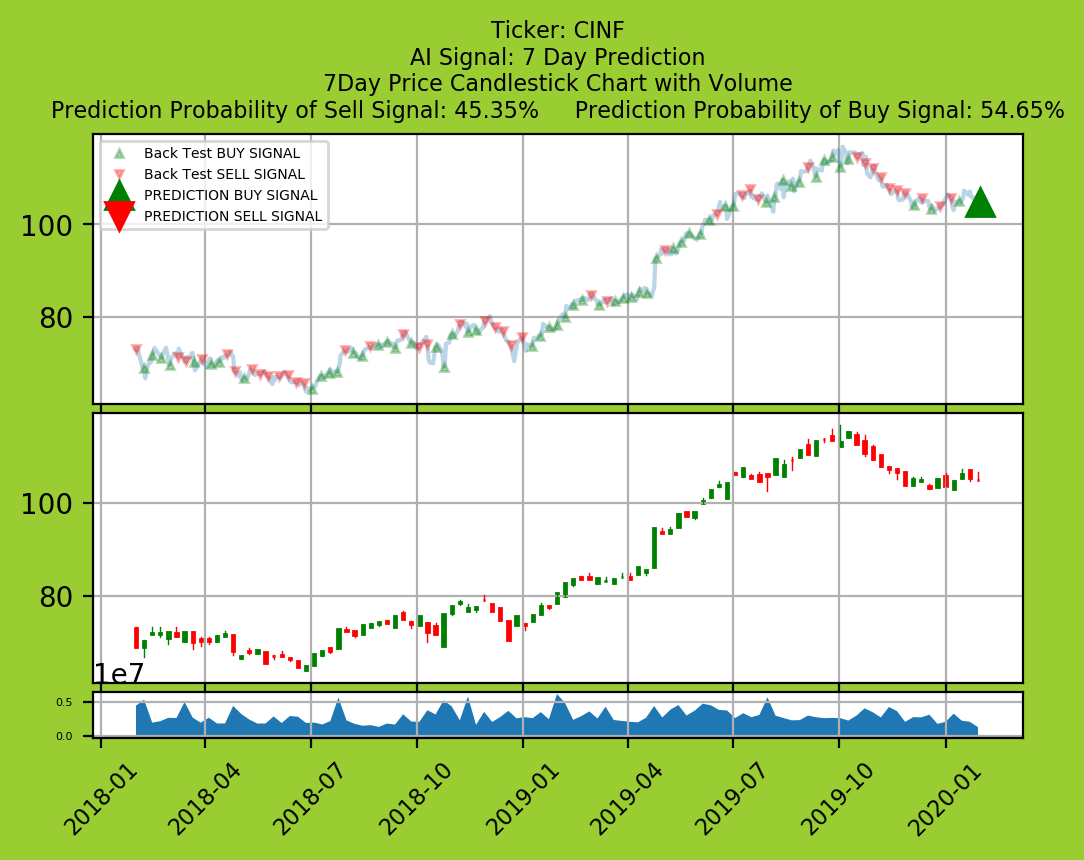 Ticker: CINF
AI Signal: 7 Day Prediction
7Day Price Candlestick Chart with Volume
Prediction Probability of Sell Signal: 45.35% Prediction Probability of Buy Signal: 54.65%
Back Test BUY SIGNAL
Back Test SELL SIGNAL
PREDICTION BUY SIGNAL
PREDICTION SELL SIGNAL
100
80
100
80
1e7
0.5
0.0
2018-01
2018-04
2018-07
2018-10
2019-01
2019-04
2019-07
2019-10
2020-01